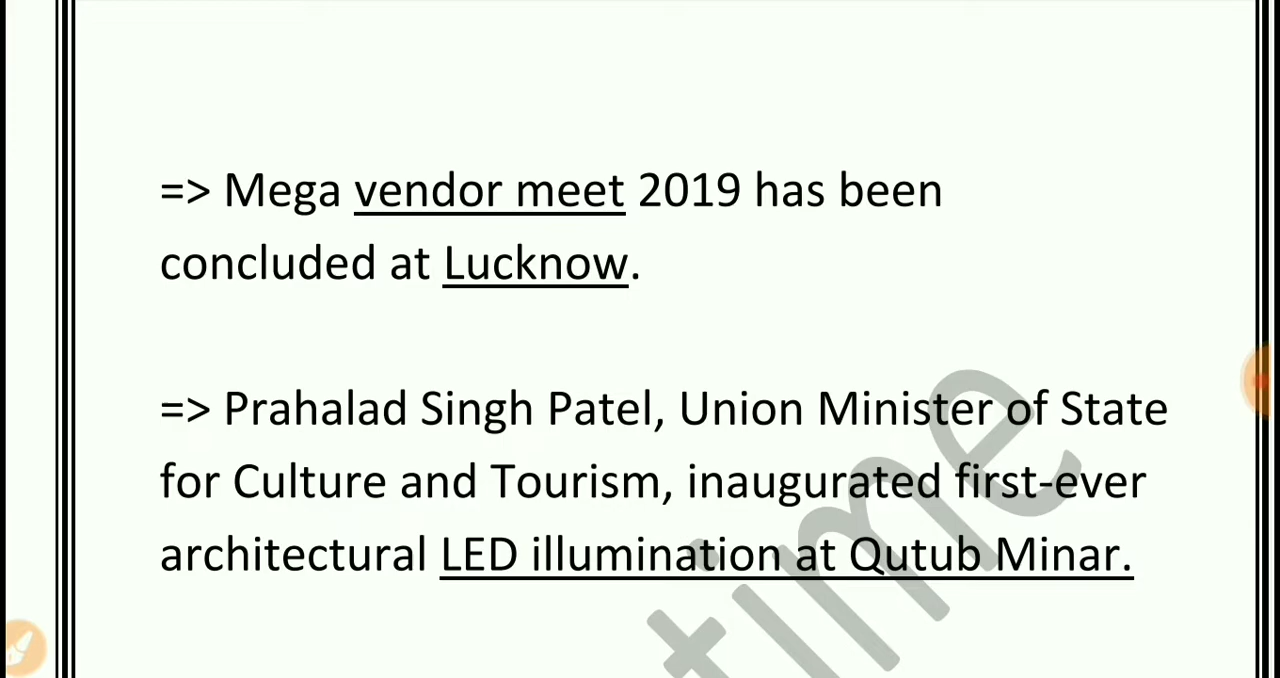 => Mega vendor meet 2019 has been
concluded at Lucknow.
=> Prahalad Singh Patel, Union Minister of State
for Culture and Tourism, inaugurated first-ever
architectural LED illumination at Qutub Minar.
time